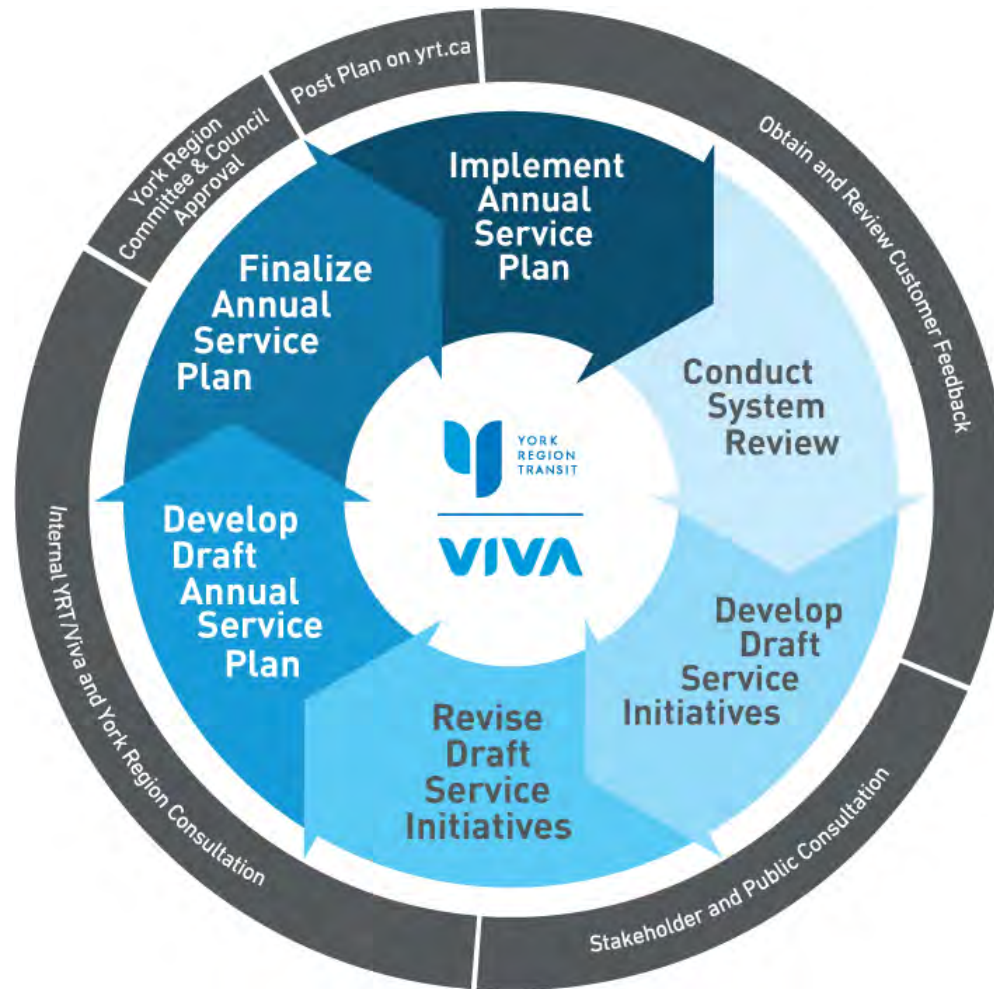 Post Plan on yrt.ca
Obtain and Review Customer Feedback
Stakeholder and Public Consultation
Internal YRT/Viva and York Region Consultation
York Region
Committee & Council
Approval
Implement
Annual
Service
Plan
Conduct
System
Review
Develop
Draft
Service
Initiatives
Revise
Draft
Service
Initiatives
Develop
Draft
Annual
Service
Plan
Finalize
Annual
Service
Plan
YORK
REGION
TRANSIT
VIVA